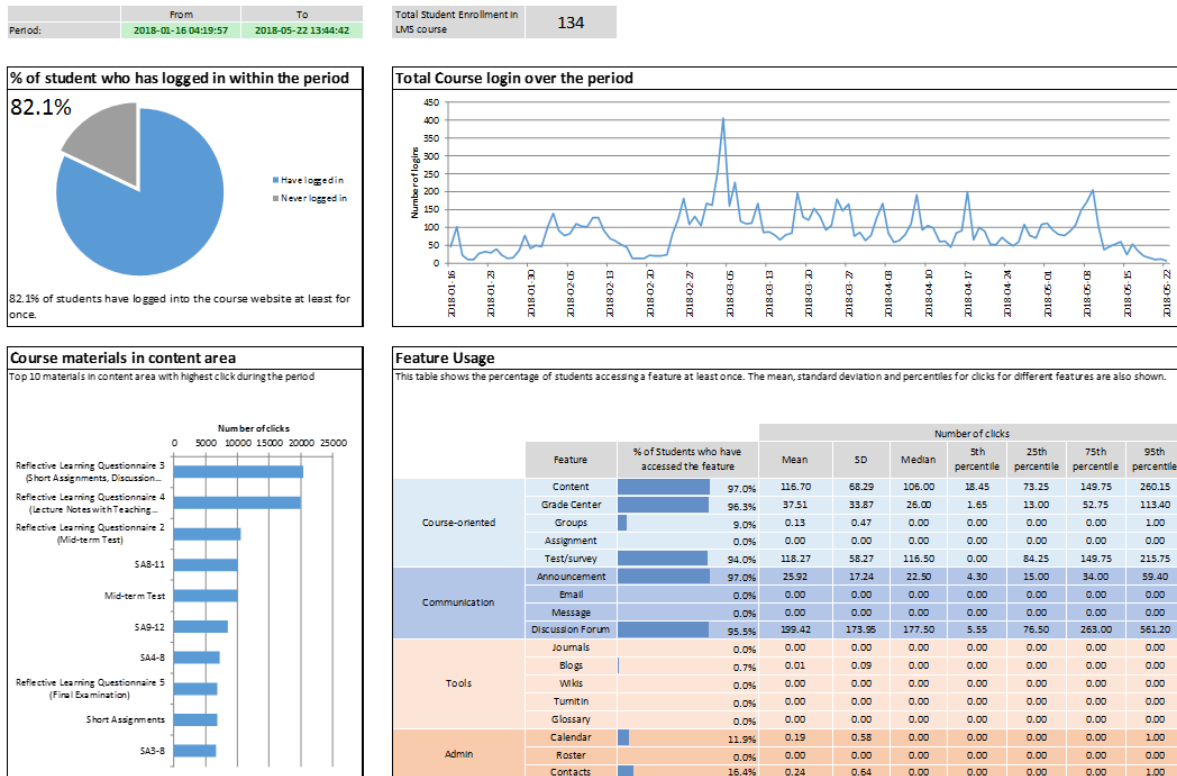 From To
Period: 2018-01-16 04:19:57 2018-05-22 13:44:42
Total Student Enrollment in
LMS course
134
% of student who has logged in within the period
82.1%
Have logged in
Never logged in
82.1% of students have logged into the course website at least for
once.
Total Course login over the period
Number of logins
450
400
350
300
250
200
150
100
50
0
2018-01-16
2018-01-23
2018-01-30
2018-02-06
2018-02-13
2018-02-20
2018-02-27
2018-03-06
2018-03-13
2018-03-20
2018-03-27
2018-04-03
2018-04-10
2018-04-17
2018-04-24
2018-05-01
2018-05-08
2018-05-15
2018-05-22
Course materials in content area
Top 10 materials in content area with highest click during the period
Number of clicks
0 5000 10000 15000 20000 25000
Reflective Learning Questionnaire 3
(Short Assignments, Discussion...
Reflective Learning Questionnaire 4
(Lecture Notes with Teaching...
Reflective Learning Questionnaire 2
(Mid-term Test)
SA8-11
Mid-term Test
SA9-12
SA4-8
Reflective Learning Questionnaire 5
(Final Examination)
Short Assignments
SA3-8
Feature Usage
This table shows the percentage of students accessing a feature at least once. The mean, standard deviation and percentiles for clicks for different features are also shown.
Number of clicks
Feature % of Students who have accessed the feature Mean SD Median 5th percentile 25th percentile 75th percentile 95th percentile
Course-oriented
Content 97.0% 116.70 68.29 106.00 18.45 73.25 149.75 260.15
Grade Center 96.3% 37.51 33.87 26.00 1.65 13.00 52.75 113.40
Groups 9.0% 0.13 0.47 0.00 0.00 0.00 0.00 1.00
Assignment 0.0% 0.00 0.00 0.00 0.00 0.00 0.00 0.00
Test/survey 94.0% 118.27 58.27 116.50 0.00 84.25 149.75 215.75
Communication
Announcement 97.0% 25.92 17.24 22.50 4.30 15.00 34.00 59.40
Email 0.0% 0.00 0.00 0.00 0.00 0.00 0.00 0.00
Message 0.0% 0.00 0.00 0.00 0.00 0.00 0.00 0.00
Discussion Forum 95.5% 199.42 173.95 177.50 5.55 76.50 263.00 561.20
Tools
Journals 0.0% 0.00 0.00 0.00 0.00 0.00 0.00 0.00
Blogs 0.7% 0.01 0.09 0.00 0.00 0.00 0.00 0.00
Wikis 0.0% 0.00 0.00 0.00 0.00 0.00 0.00 0.00
Turnitin 0.0% 0.00 0.00 0.00 0.00 0.00 0.00 0.00
Glossary 0.0% 0.00 0.00 0.00 0.00 0.00 0.00 0.00
Admin
Calendar 11.9% 0.19 0.58 0.00 0.00 0.00 0.00 1.00
Roster 0.0% 0.00 0.00 0.00 0.00 0.00 0.00 0.00
Contacts 16.4% 0.24 0.64 0.00 0.00 0.00 0.00 1.00